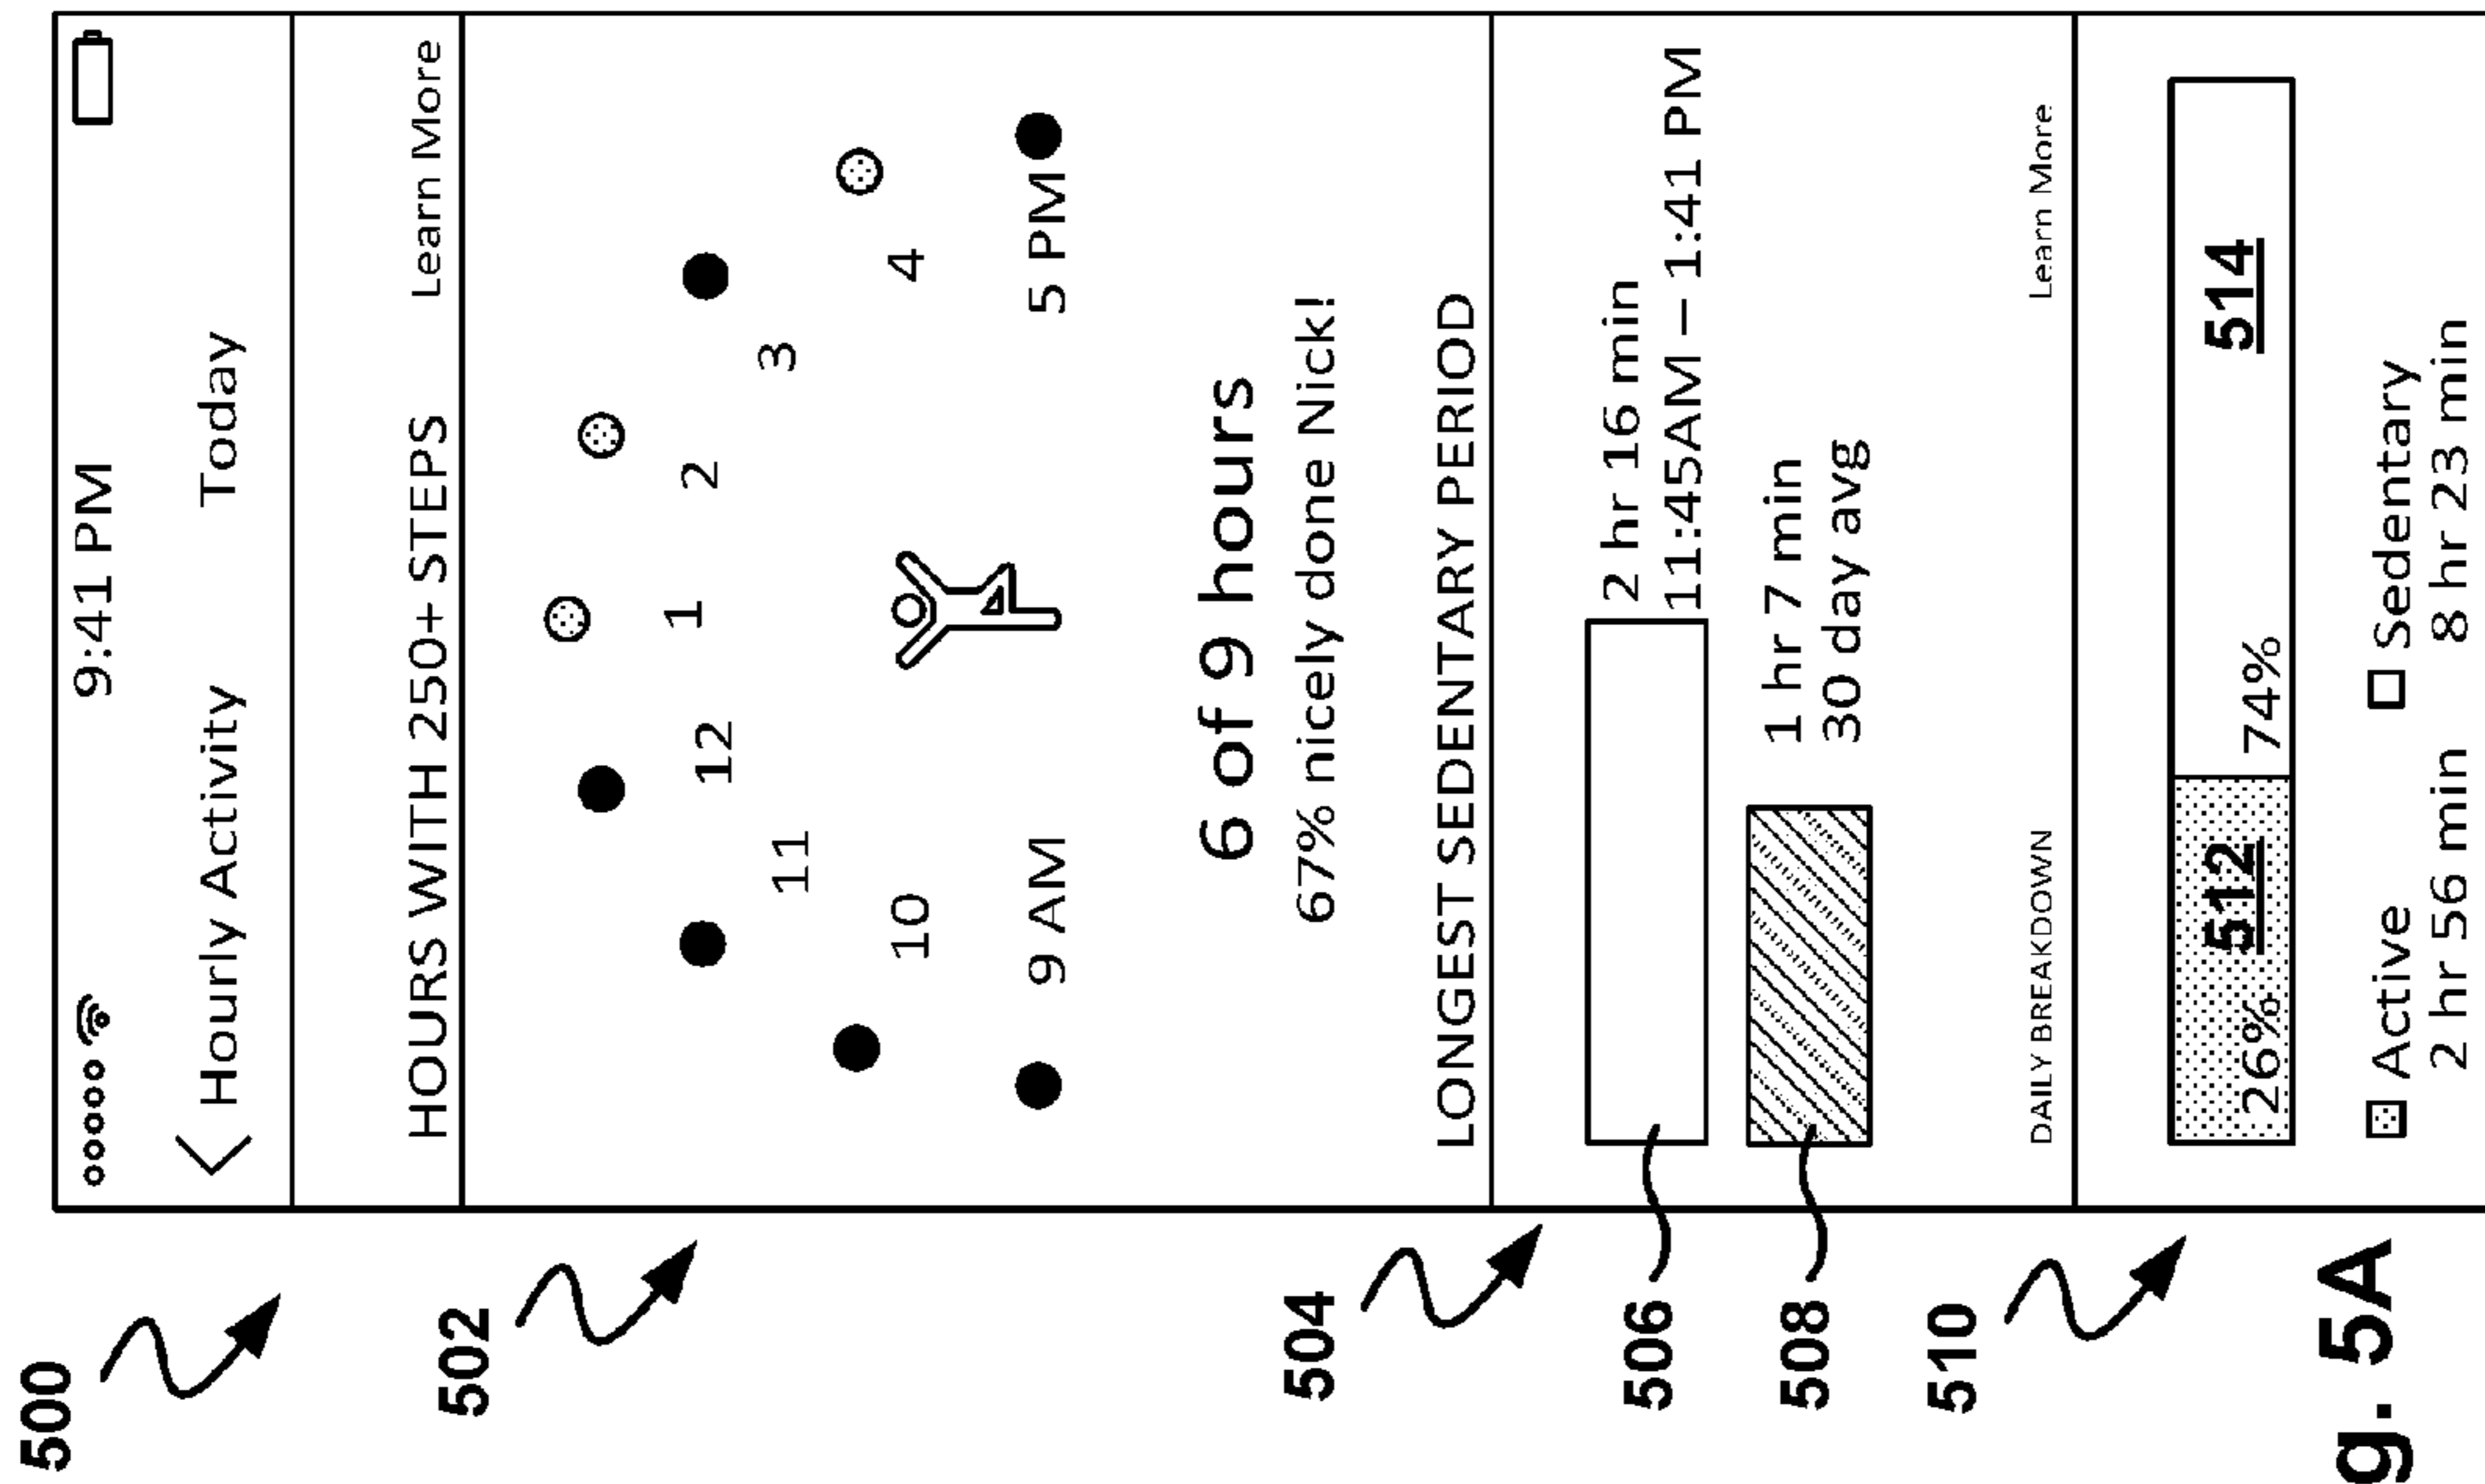 500
9:41 PM
Hourly Activity Today
502
HOURS WITH 250+ STEPS Learn More
9 AM
10
11
12
1
2
3
4
5 PM
6 of 9 hours
67% nicely done Nick!
504
LONGEST SEDENTARY PERIOD
506
2 hr 16 min
11:45AM – 1:41 PM
508
1 hr 7 min
30 day avg
510
DAILY BREAKDOWN Learn More
512 514
26% 74%
Active Sedentary
2 hr 56 min 8 hr 23 min
g. 5A